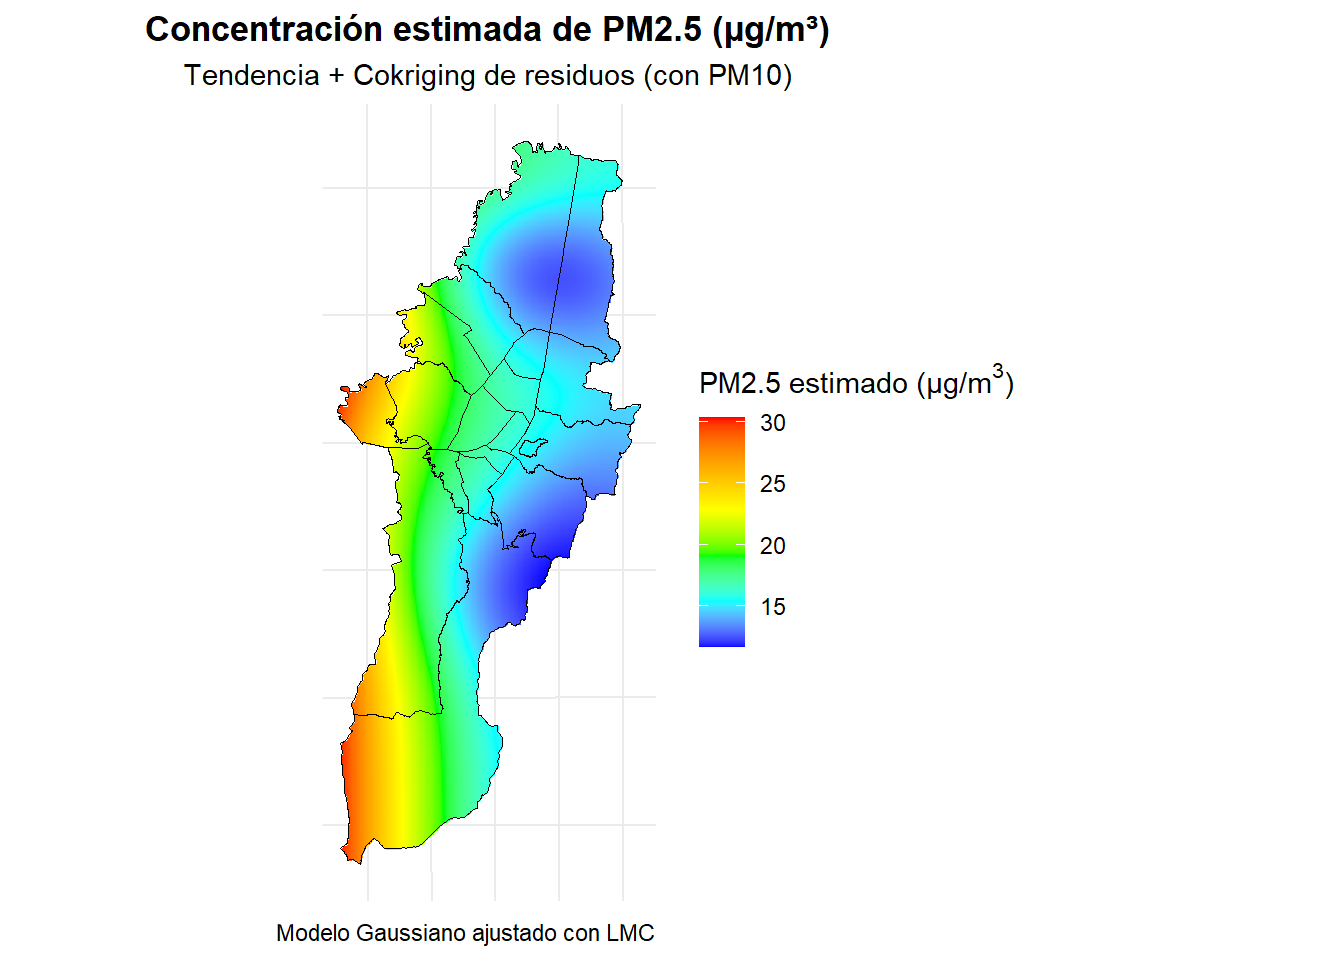 Concentración estimada de PM2.5 (µg/m³)
Tendencia + Cokriging de residuos (con PM10)
PM2.5 estimado (µg/m³)
30
25
20
15
Modelo Gaussiano ajustado con LMC